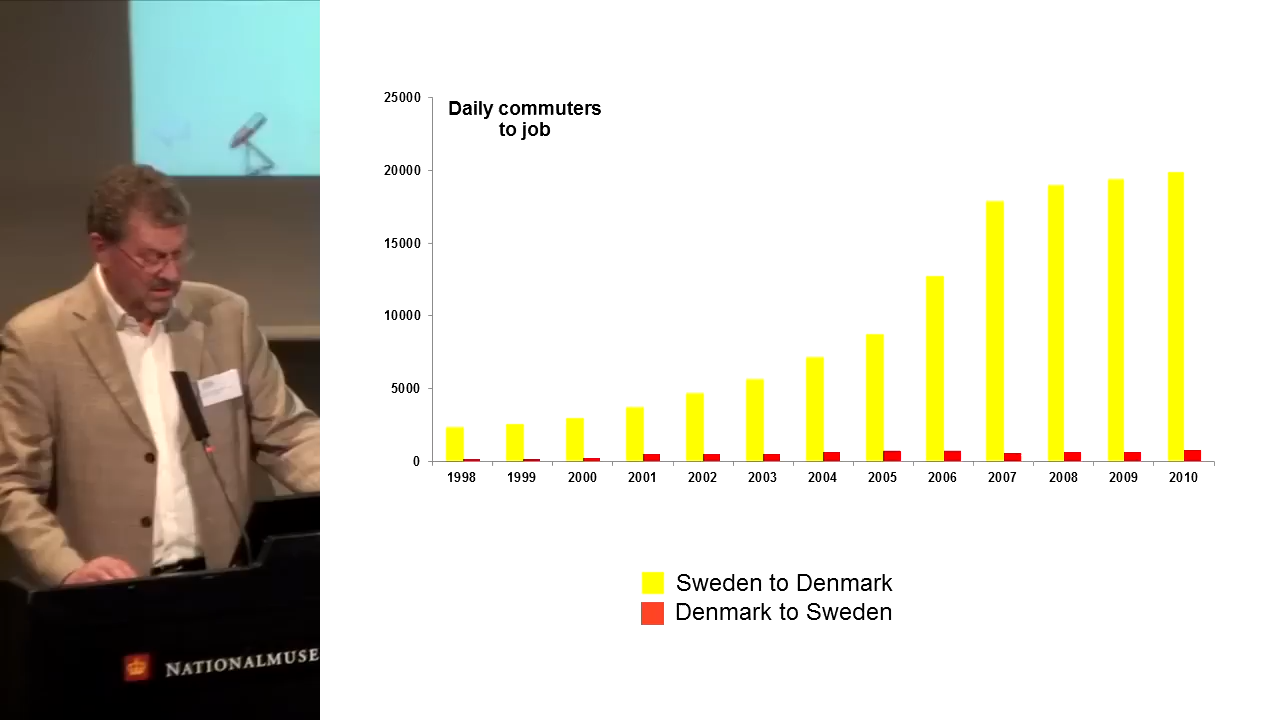 Daily commuters
to job
25000
20000
15000
10000
5000
0
1998 1999 2000 2001 2002 2003 2004 2005 2006 2007 2008 2009 2010
Sweden to Denmark
Denmark to Sweden
NATIONALMUSE